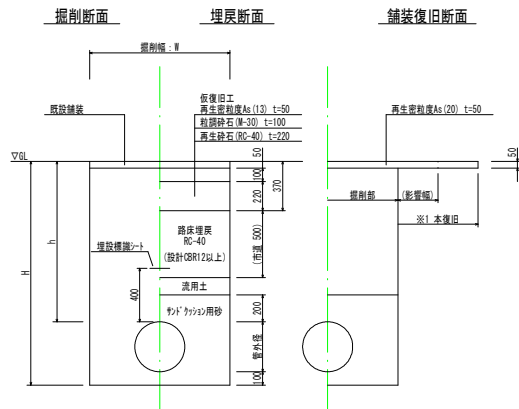 掘削断面
埋戻断面
舗装復旧断面
掘削幅：W
仮復旧工
再生密粒度As(13) t=50
粒調砕石(M-30) t=100
再生砕石(RC-40) t=220
既設舗装
再生密粒度As(20) t=50
▽GL
50
100
220
370
50
掘削部
(影響幅)
※1 本復旧
路床埋戻
RC-40
(設計CBR12以上)
(市道 500)
埋設標識シート
h
H
400
流用土
サンドクッション用砂
200
管外径
100